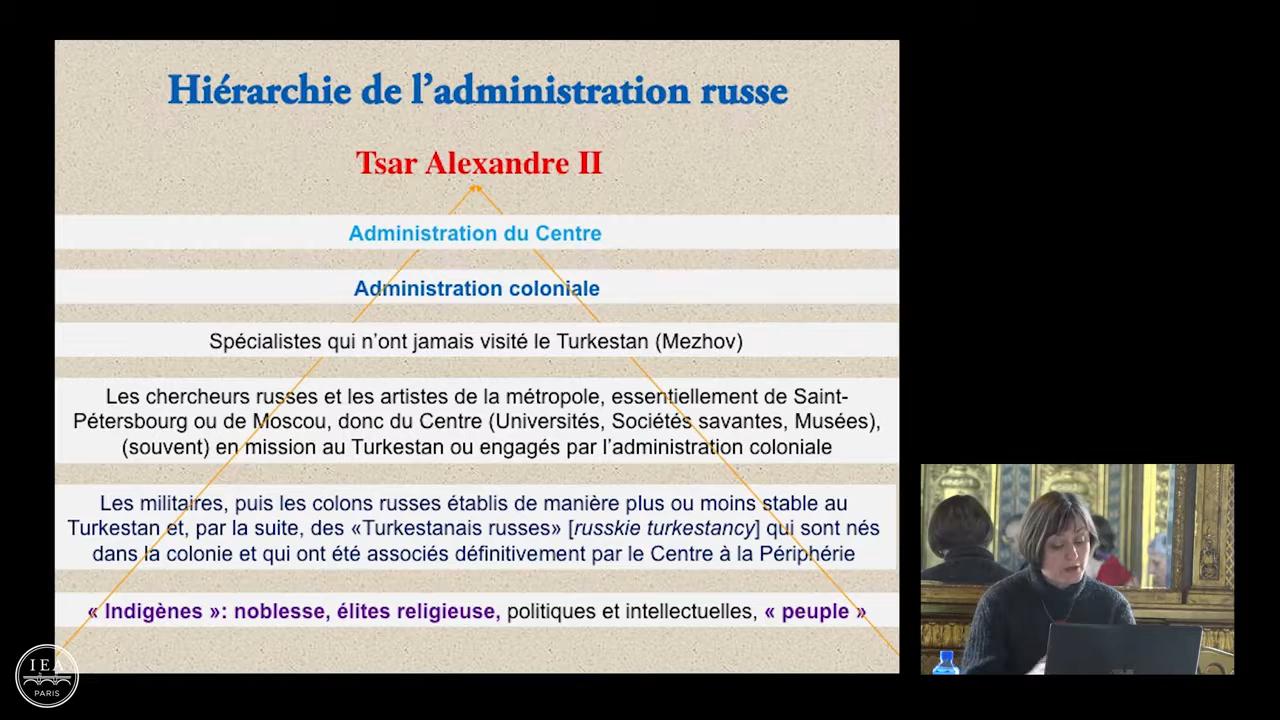 Hiérarchie de l’administration russe
Tsar Alexandre II
Administration du Centre
Administration coloniale
Spécialistes qui n’ont jamais visité le Turkestan (Mezhov)
Les chercheurs russes et les artistes de la métropole, essentiellement de Saint-
Pétersbourg ou de Moscou, donc du Centre (Universités, Sociétés savantes, Musées),
(souvent) en mission au Turkestan ou engagés par l’administration coloniale
Les militaires, puis les colons russes établis de manière plus ou moins stable au
Turkestan et, par la suite, des «Turkestanais russes» [russkie turkestancy] qui sont nés
dans la colonie et qui ont été associés définitivement par le Centre à la Périphérie
« Indigènes »: noblesse, élites religieuse, politiques et intellectuelles, « peuple »
IEA
PARIS